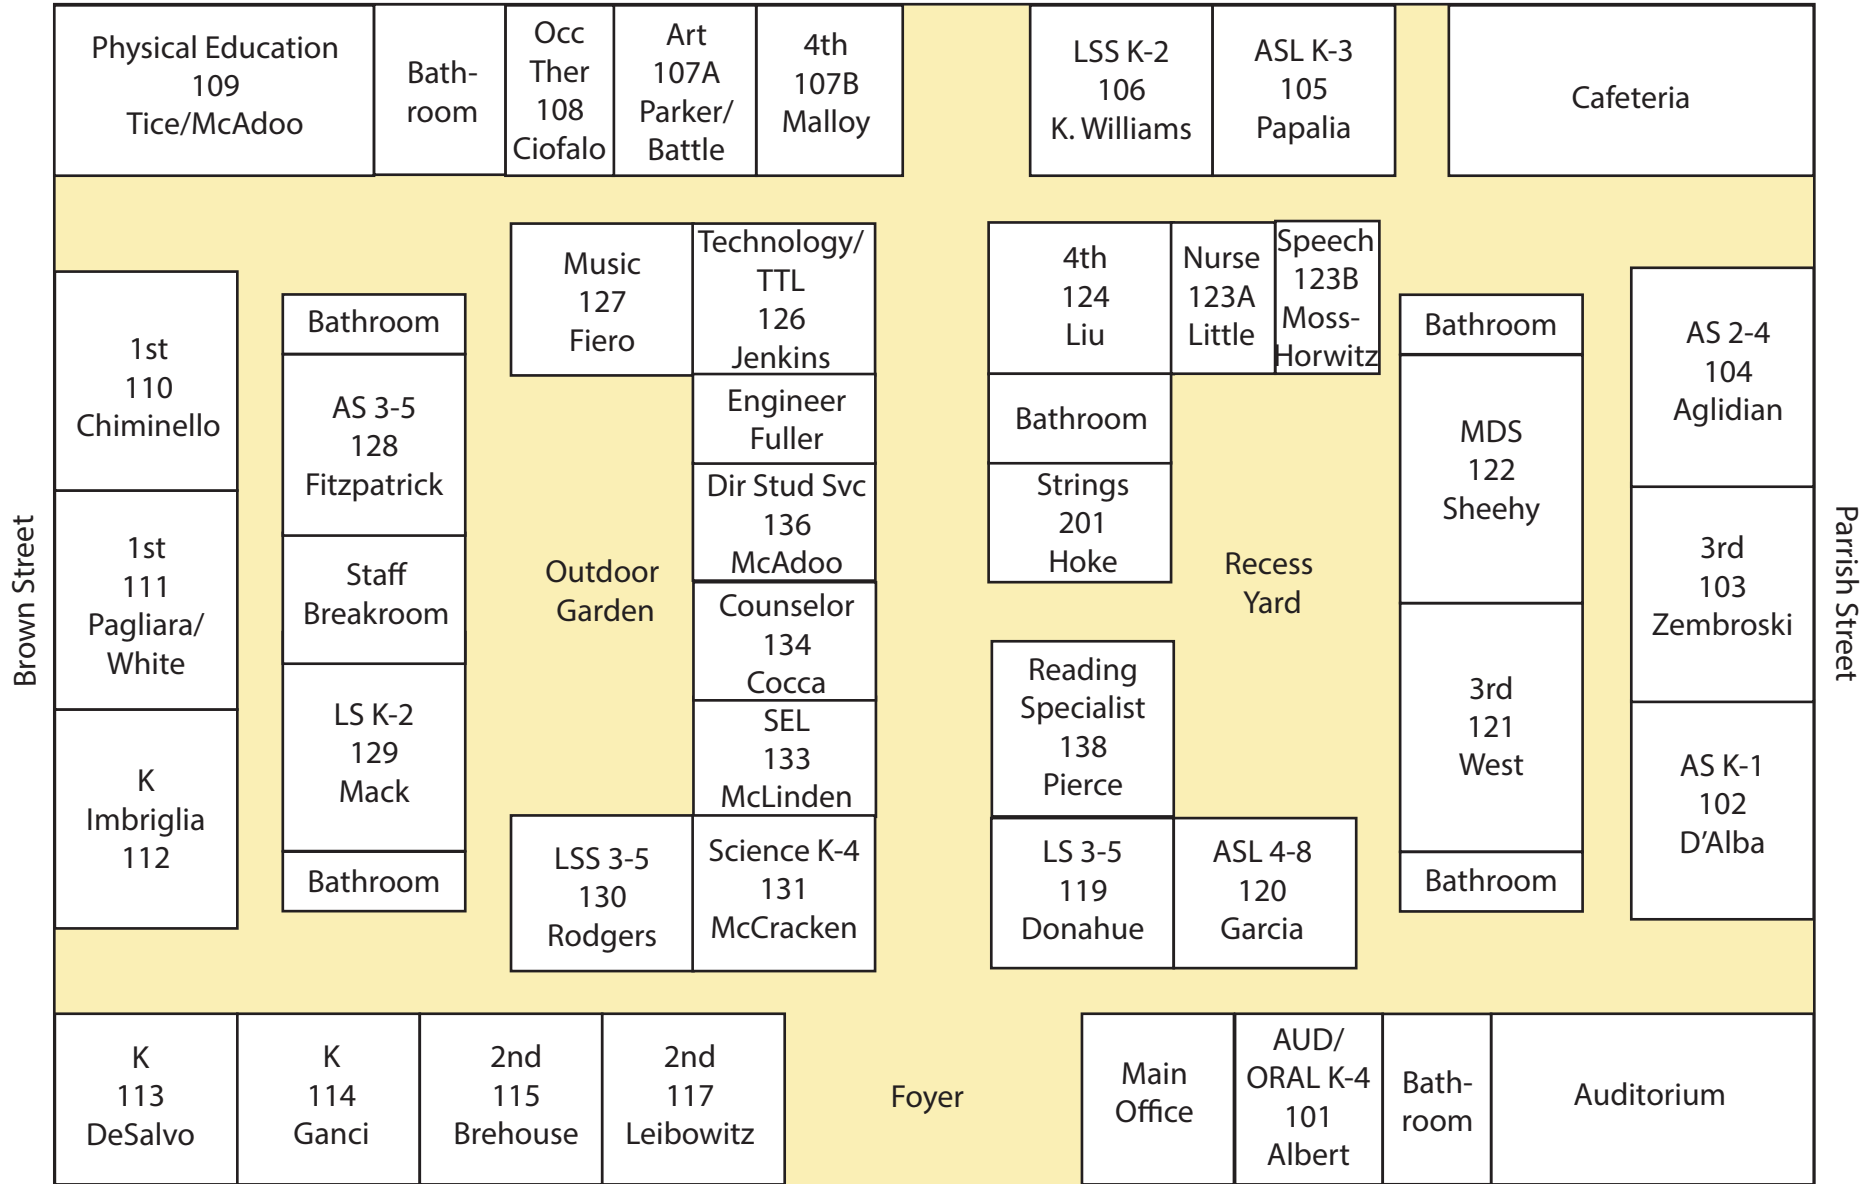 Physical Education
109
Tice/McAdoo
Bath-
room
Occ
Ther
108
Ciofalo
Art
107A
Parker/
Battle
4th
107B
Malloy
LSS K-2
106
K. Williams
ASL K-3
105
Papalia
Cafeteria
Music
127
Fiero
Technology/
TTL
126
Jenkins
4th
124
Liu
Nurse
123A
Little
Speech
123B
Moss-
Horwitz
1st
110
Chiminello
Bathroom
AS 3-5
128
Fitzpatrick
Engineer
Fuller
Bathroom
Bathroom
MDS
122
Sheehy
AS 2-4
104
Aglidian
Brown Street
1st
111
Pagliara/
White
Staff
Breakroom
Outdoor
Garden
Dir Stud Svc
136
McAdoo
Strings
201
Hoke
Recess
Yard
3rd
103
Zembroski
Parrish Street
Counselor
134
Cocca
K
Imbriglia
112
LS K-2
129
Mack
SEL
133
McLinden
Reading
Specialist
138
Pierce
3rd
121
West
AS K-1
102
D’Alba
Bathroom
LSS 3-5
130
Rodgers
Science K-4
131
McCracken
LS 3-5
119
Donahue
ASL 4-8
120
Garcia
Bathroom
K
113
DeSalvo
K
114
Ganci
2nd
115
Brehouse
2nd
117
Leibowitz
Foyer
Main
Office
AUD/
ORAL K-4
101
Albert
Bath-
room
Auditorium